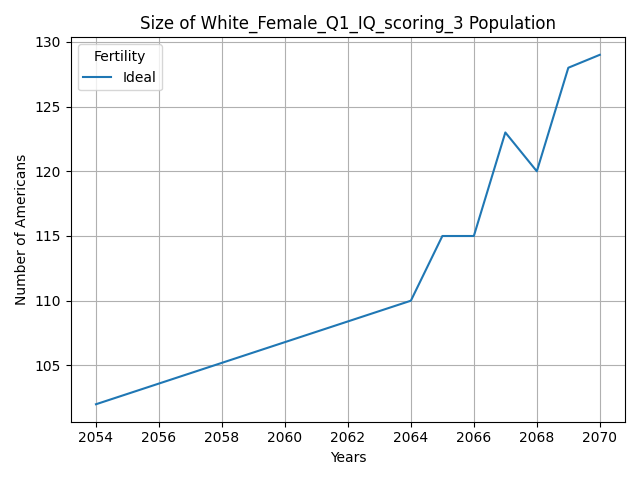 Size of White_Female_Q1_IQ_scoring_3 Population
Fertility
Ideal
Number of Americans
130
125
120
115
110
105
2054 2056 2058 2060 2062 2064 2066 2068 2070
Years